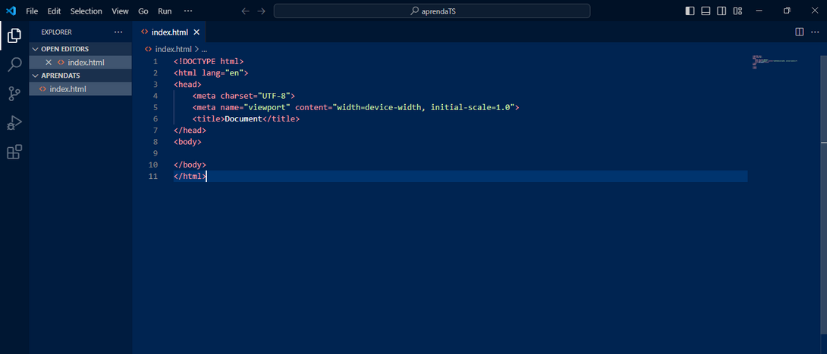 File Edit Selection View Go Run ···
aprendaTS
EXPLORER ···
OPEN EDITORS
index.html
APRENDATS
index.html
index.html
index.html > ...
1 <!DOCTYPE html>
2 <html lang="en">
3 <head>
4 <meta charset="UTF-8">
5 <meta name="viewport" content="width=device-width, initial-scale=1.0">
6 <title>Document</title>
7 </head>
8 <body>
9
10 </body>
11 </html>